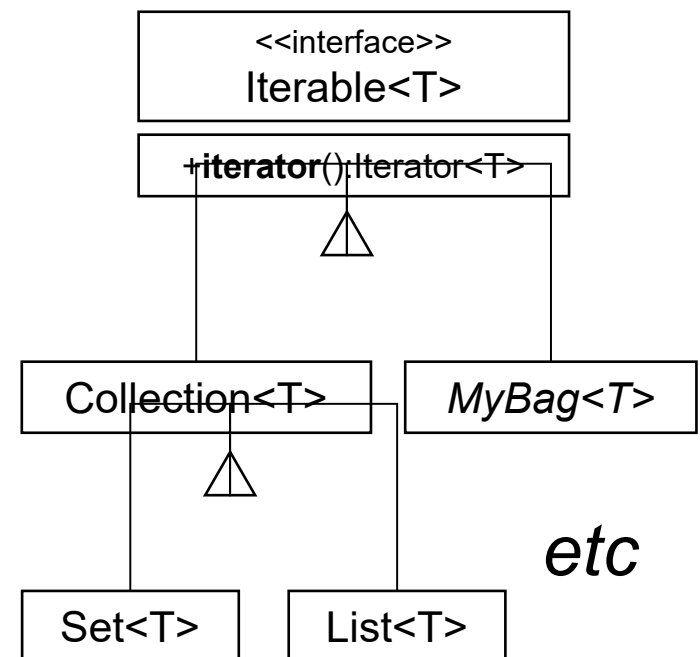 <<interface>>
Iterable<T>
+iterator():Iterator<T>
Collection<T>
MyBag<T>
etc
Set<T>
List<T>